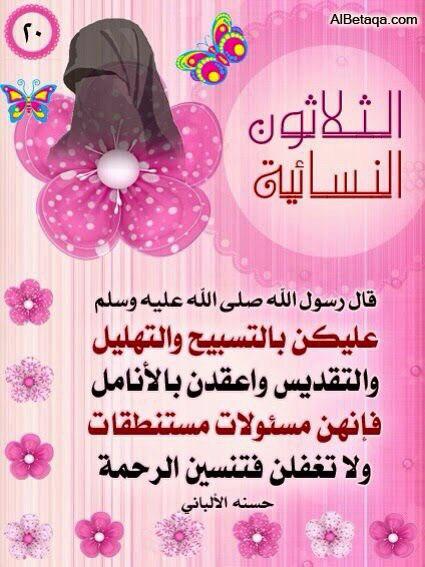 AlBetaqa.com
٢٠
الثلاثون
النسائية
قال رسول الله صلى الله عليه وسلم
عليكن بالتسبيح والتهليل
والتقديس واعقدن بالأنامل
فإنهن مسئولات مستنطقات
ولا تغفلن فتنسين الرحمة
حسنه الألباني